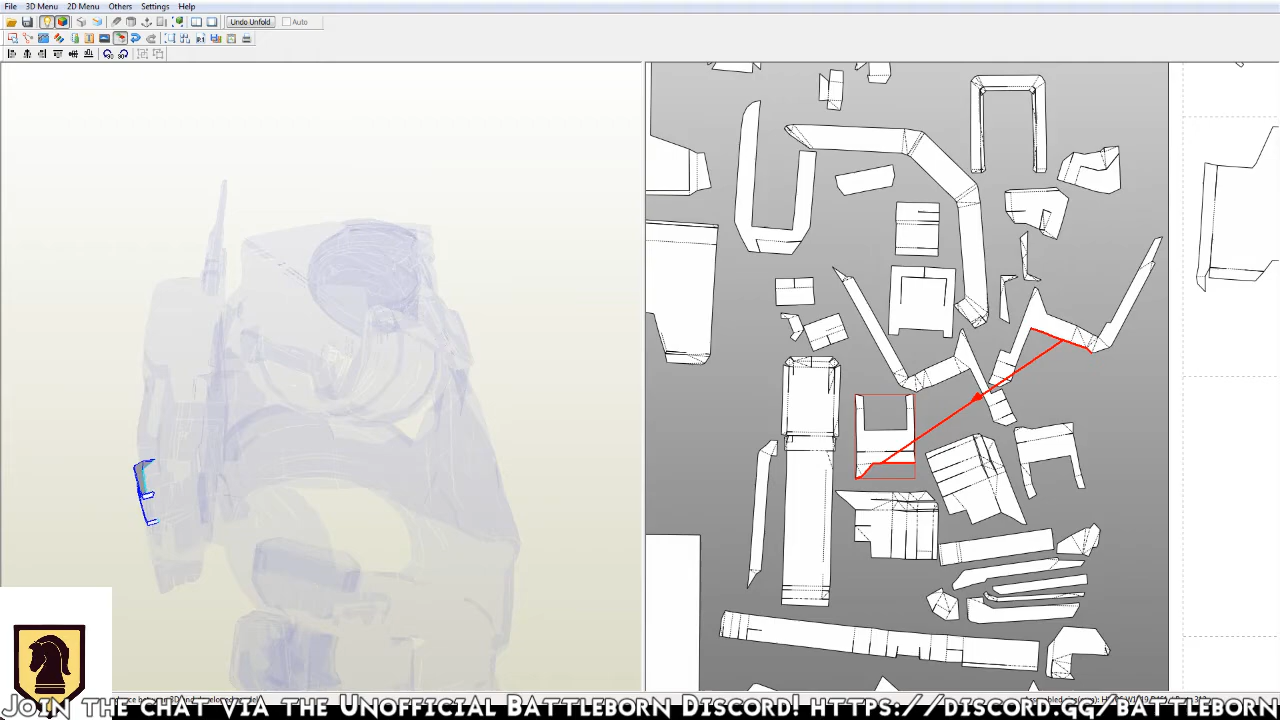 File 3D Menu 2D Menu Others Settings Help
Undo Unfold Auto
Join the chat via the Unofficial Battleborn Discord! https://discord.gg/battleborn